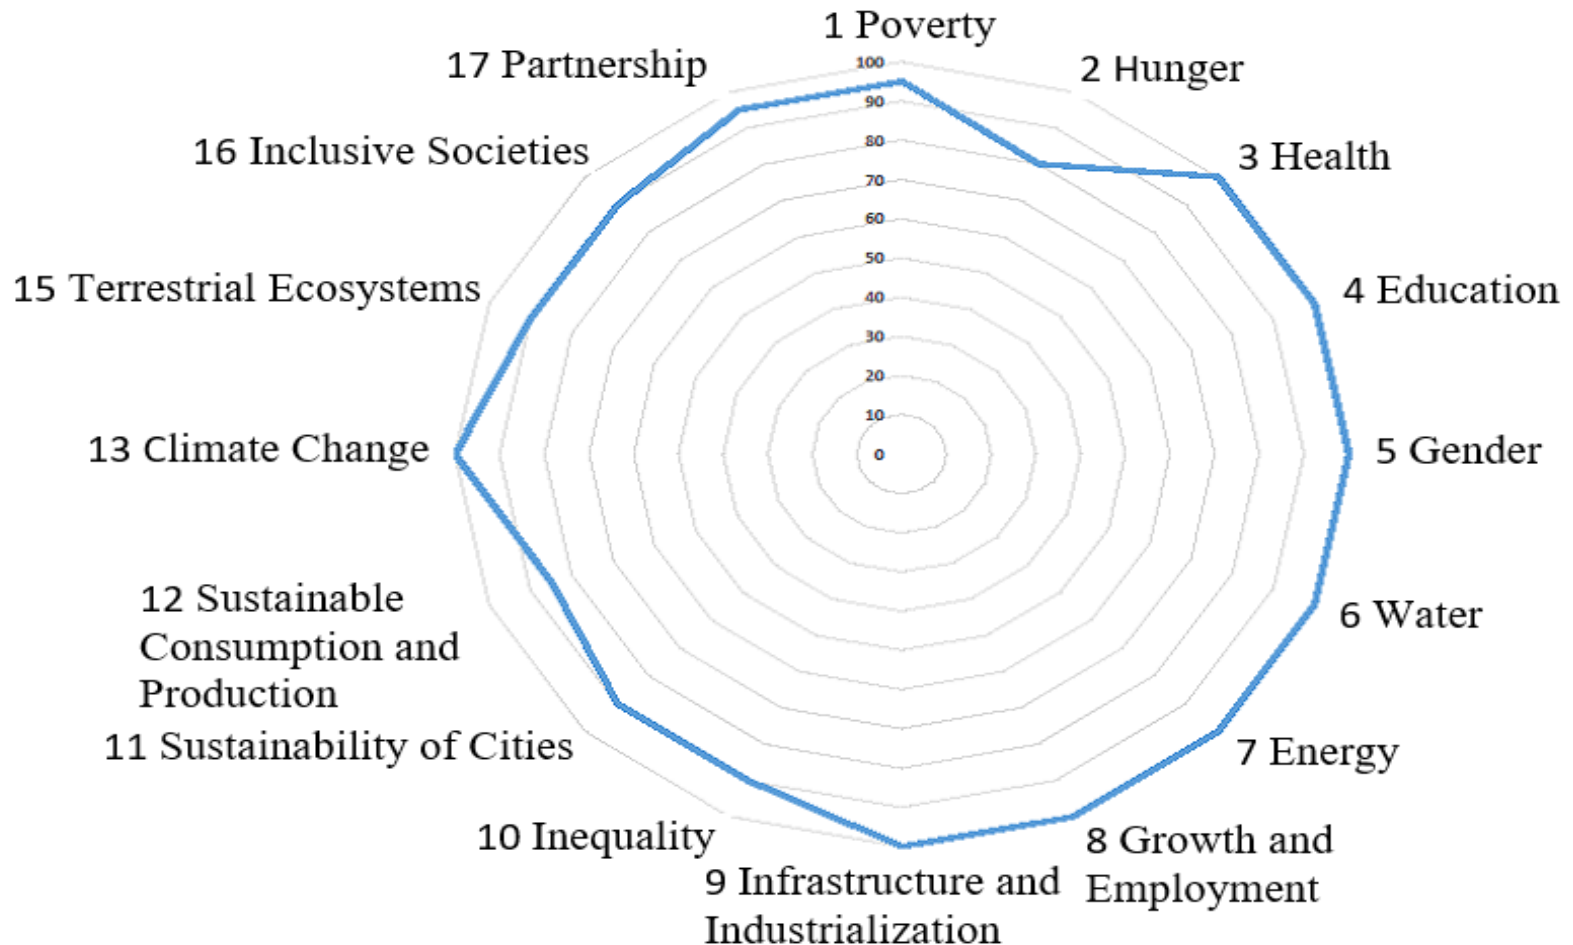 1 Poverty
2 Hunger
3 Health
4 Education
5 Gender
6 Water
7 Energy
8 Growth and
Employment
9 Infrastructure and
Industrialization
10 Inequality
11 Sustainability of Cities
12 Sustainable
Consumption and
Production
13 Climate Change
15 Terrestrial Ecosystems
16 Inclusive Societies
17 Partnership
100
90
80
70
60
50
40
30
20
10
0